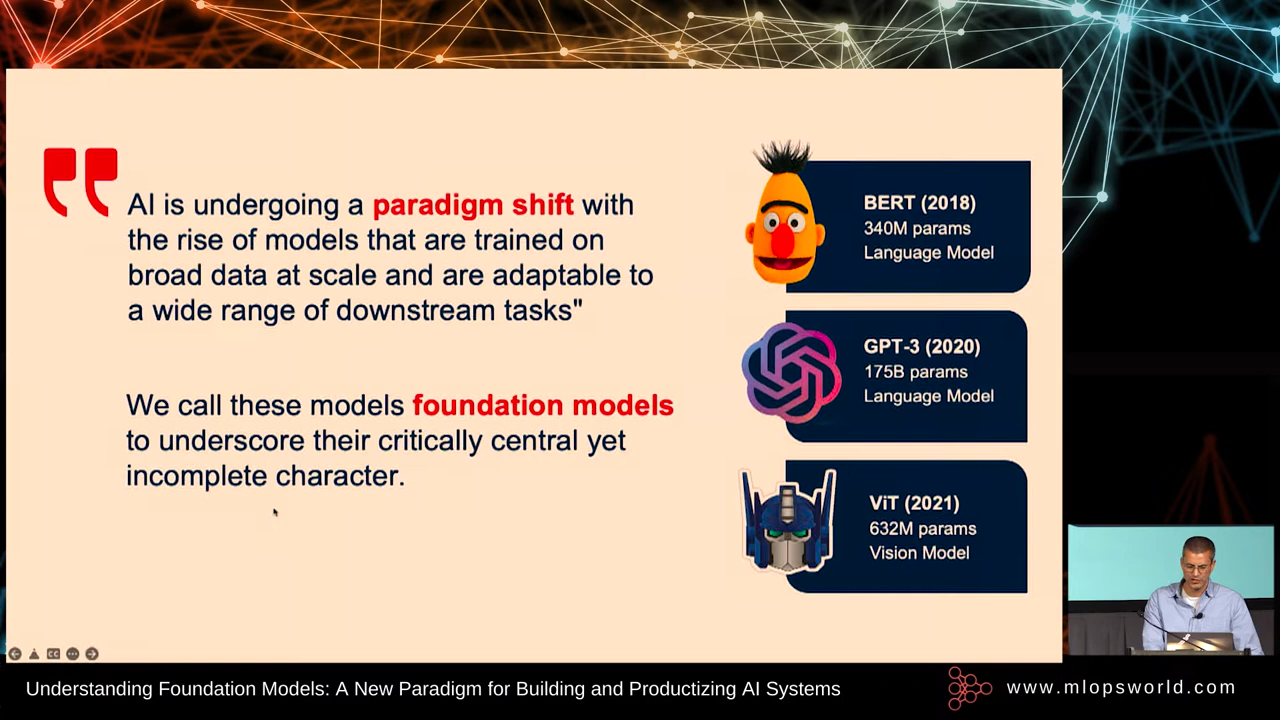 AI is undergoing a paradigm shift with
the rise of models that are trained on
broad data at scale and are adaptable to
a wide range of downstream tasks"
We call these models foundation models
to underscore their critically central yet
incomplete character.
BERT (2018)
340M params
Language Model
GPT-3 (2020)
175B params
Language Model
ViT (2021)
632M params
Vision Model
CC
Understanding Foundation Models: A New Paradigm for Building and Productizing AI Systems
www.mlopsworld.com